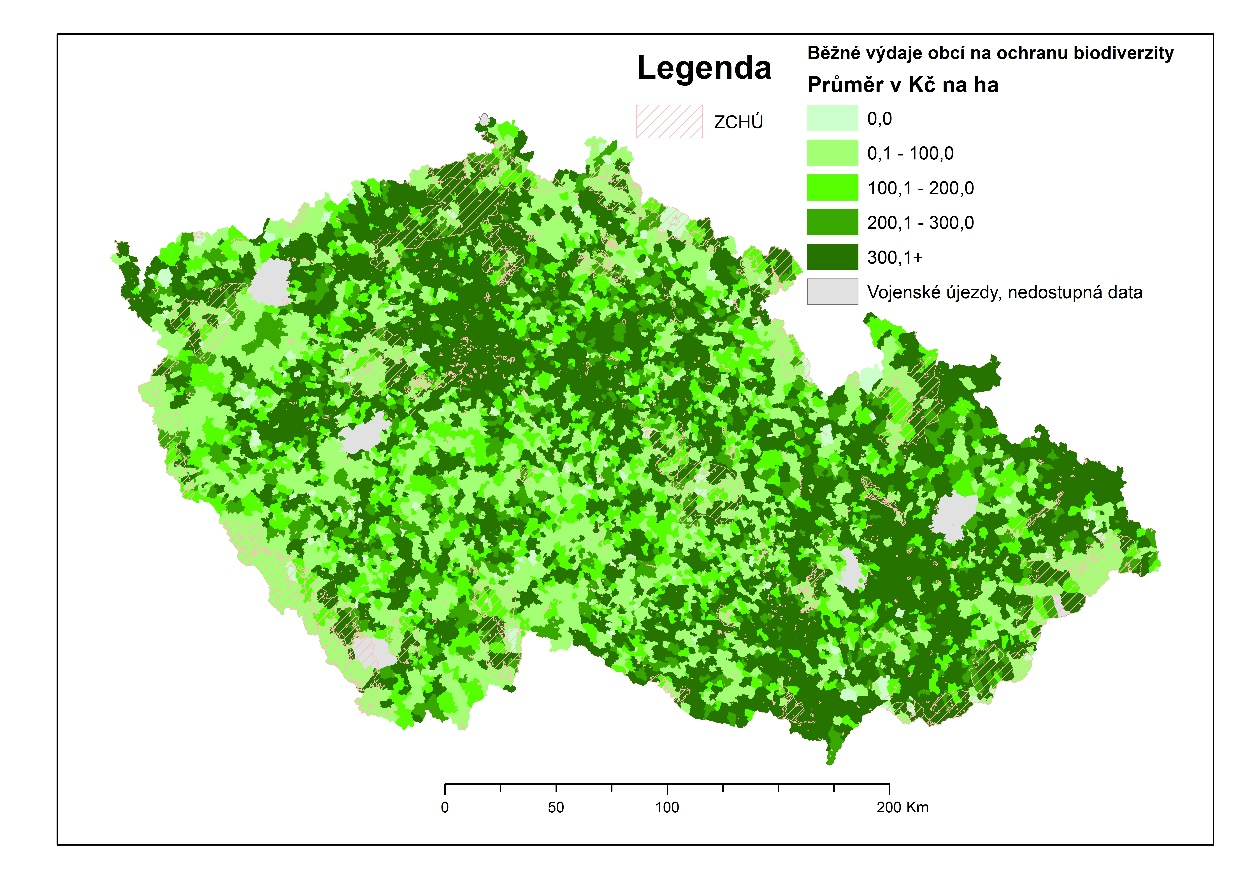 Legenda
ZCHÚ
Běžné výdaje obcí na ochranu biodiverzity
Průměr v Kč na ha
0,0
0,1 - 100,0
100,1 - 200,0
200,1 - 300,0
300,1+
Vojenské újezdy, nedostupná data
0 50 100 200 Km